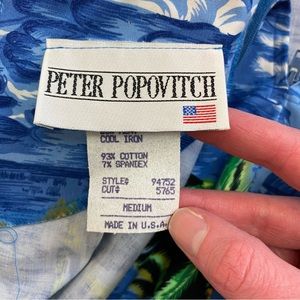 PETER POPOVITCH
COOL IRON
93% COTTON
7% SPANDEX
STYLE# 94752
CUT# 5765
MEDIUM
MADE IN U.S.A.